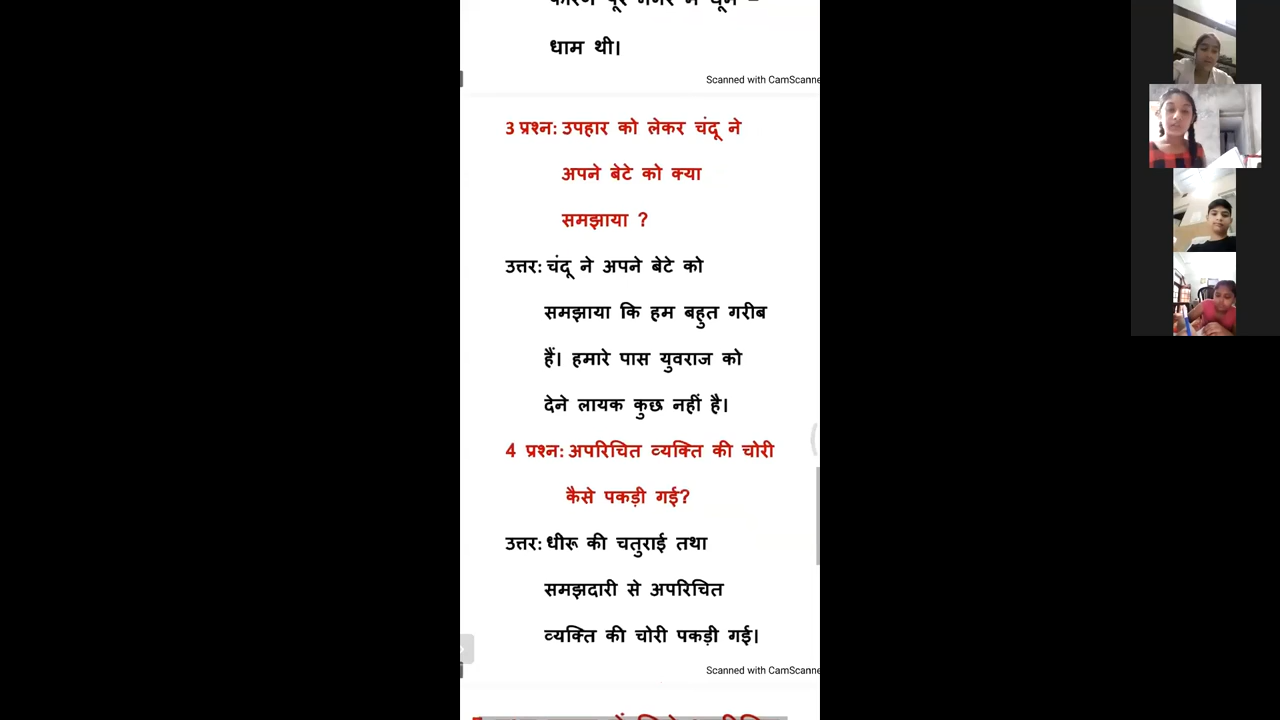 धाम थी।
Scanned with CamScanne
3 प्रश्न: उपहार को लेकर चंदू ने
अपने बेटे को क्या
समझाया ?
उत्तर: चंदू ने अपने बेटे को
समझाया कि हम बहुत गरीब
हैं। हमारे पास युवराज को
देने लायक कुछ नहीं है।
4 प्रश्न: अपरिचित व्यक्ति की चोरी
कैसे पकड़ी गई?
उत्तर: धीरू की चतुराई तथा
समझदारी से अपरिचित
व्यक्ति की चोरी पकड़ी गई।
Scanned with CamScanne